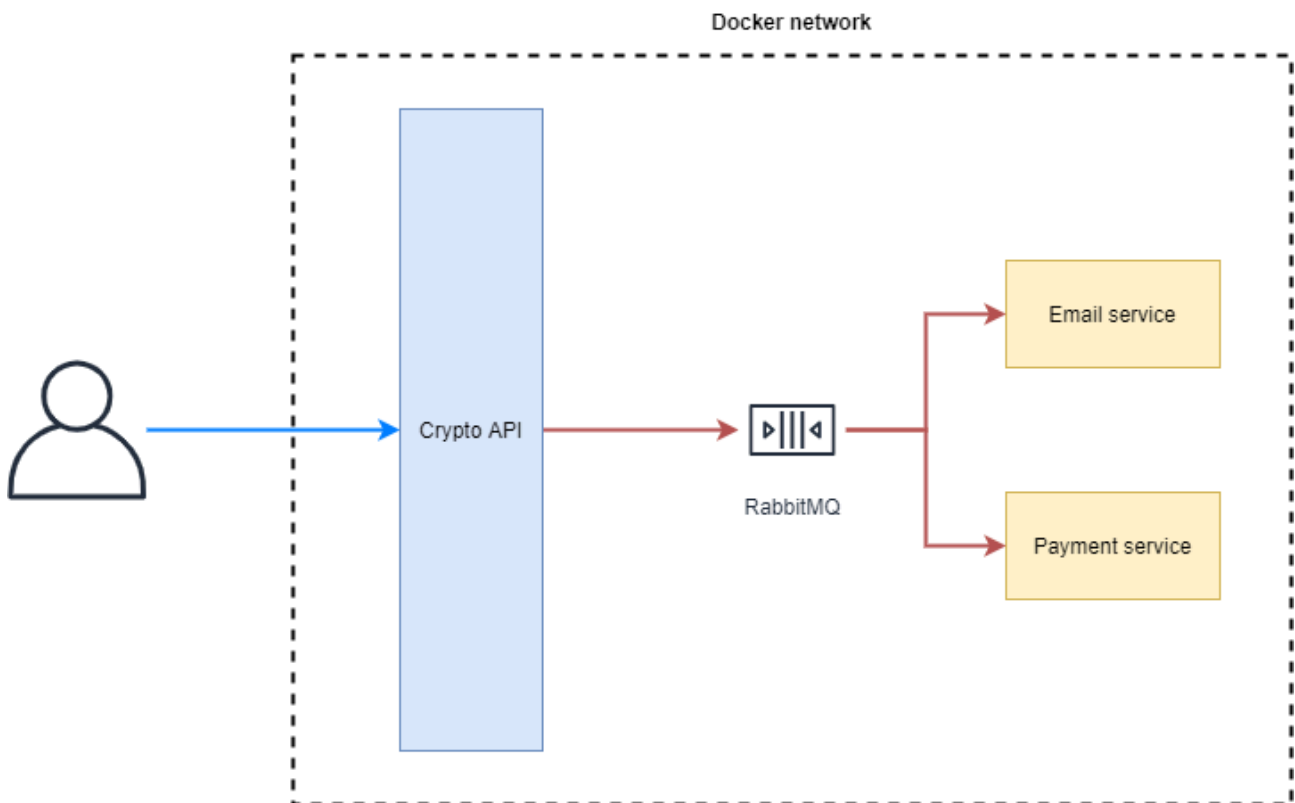 Docker network
Crypto API
RabbitMQ
Email service
Payment service